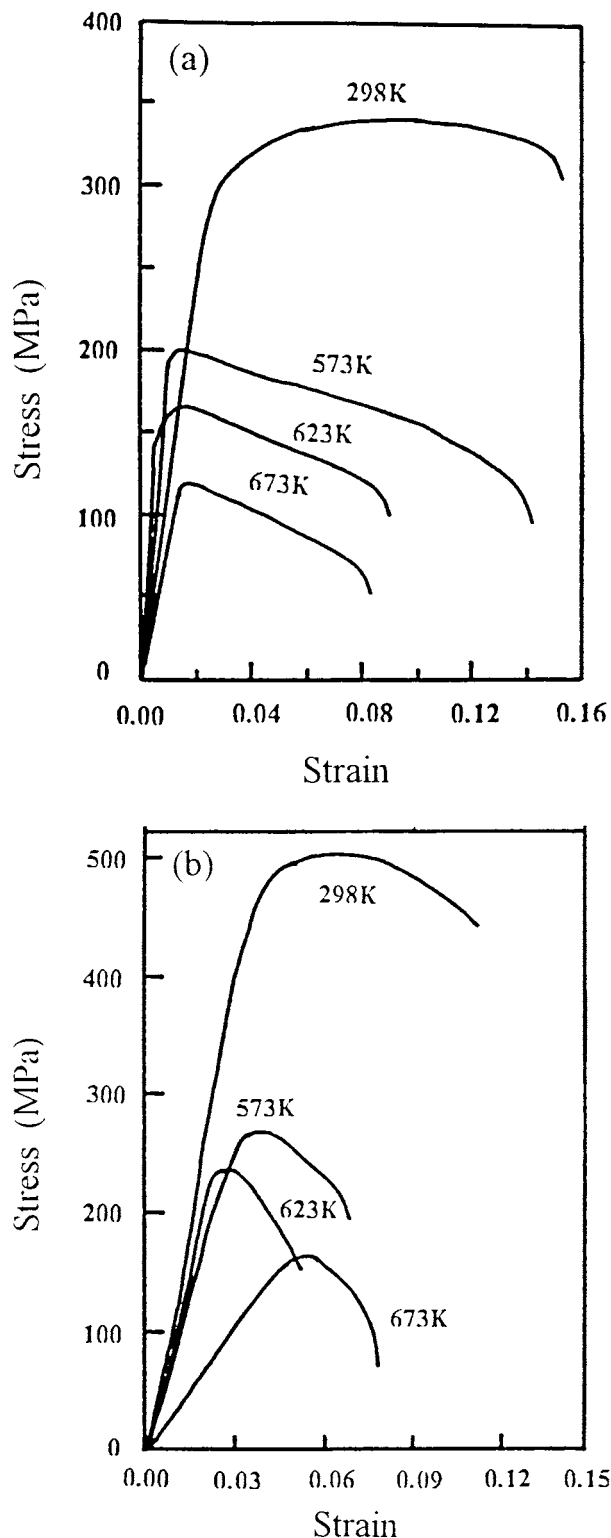 400
(a)
298K
300
Stress (MPa)
200
573K
623K
673K
100
0
0.00 0.04 0.08 0.12 0.16
Strain
500
(b)
298K
400
Stress (MPa)
300
573K
200
623K
673K
100
0
0.00 0.03 0.06 0.09 0.12 0.15
Strain